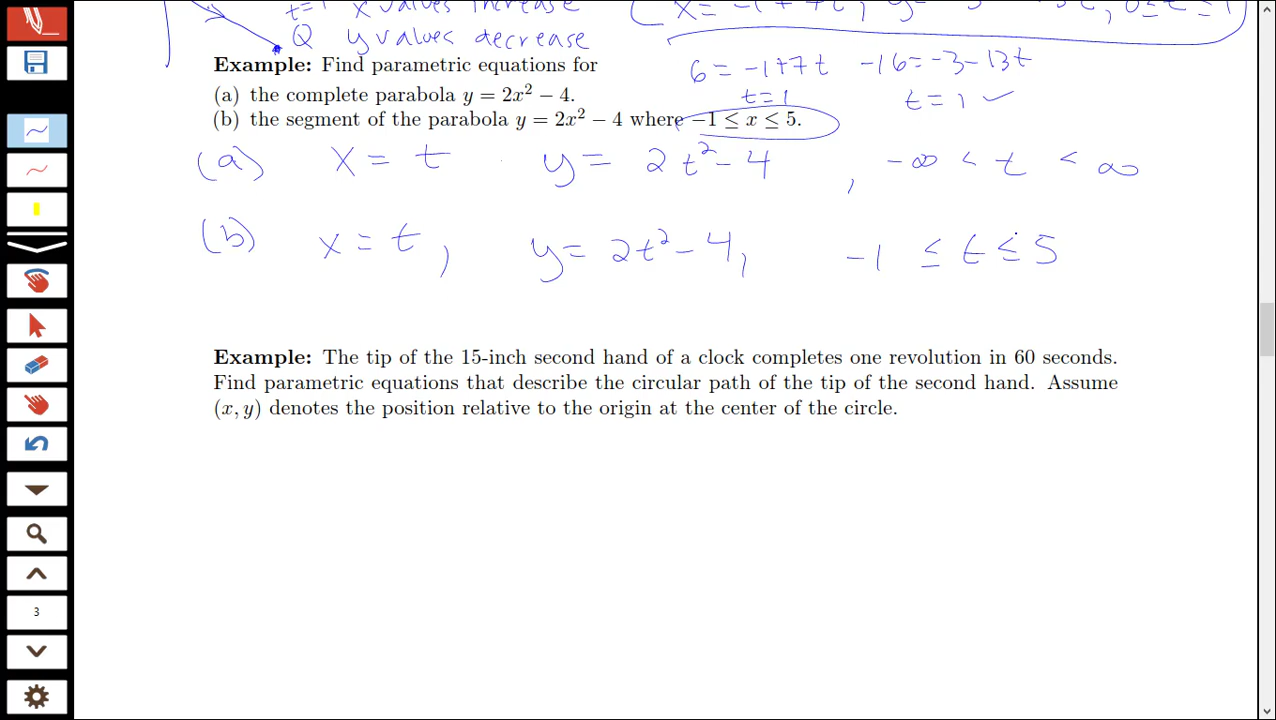 t=1 x values increase
Q y values decrease
Example: Find parametric equations for
6 = -1+7t -16 = -3-13t
(a) the complete parabola y = 2x² − 4.
t=1 t=1 ✓
(b) the segment of the parabola y = 2x² − 4 where −1 ≤ x ≤ 5.
(a) x = t y = 2t²-4 , -∞ < t < ∞
(b) x = t , y = 2t²-4, -1 ≤ t ≤ 5
Example: The tip of the 15-inch second hand of a clock completes one revolution in 60 seconds.
Find parametric equations that describe the circular path of the tip of the second hand. Assume
(x, y) denotes the position relative to the origin at the center of the circle.
3